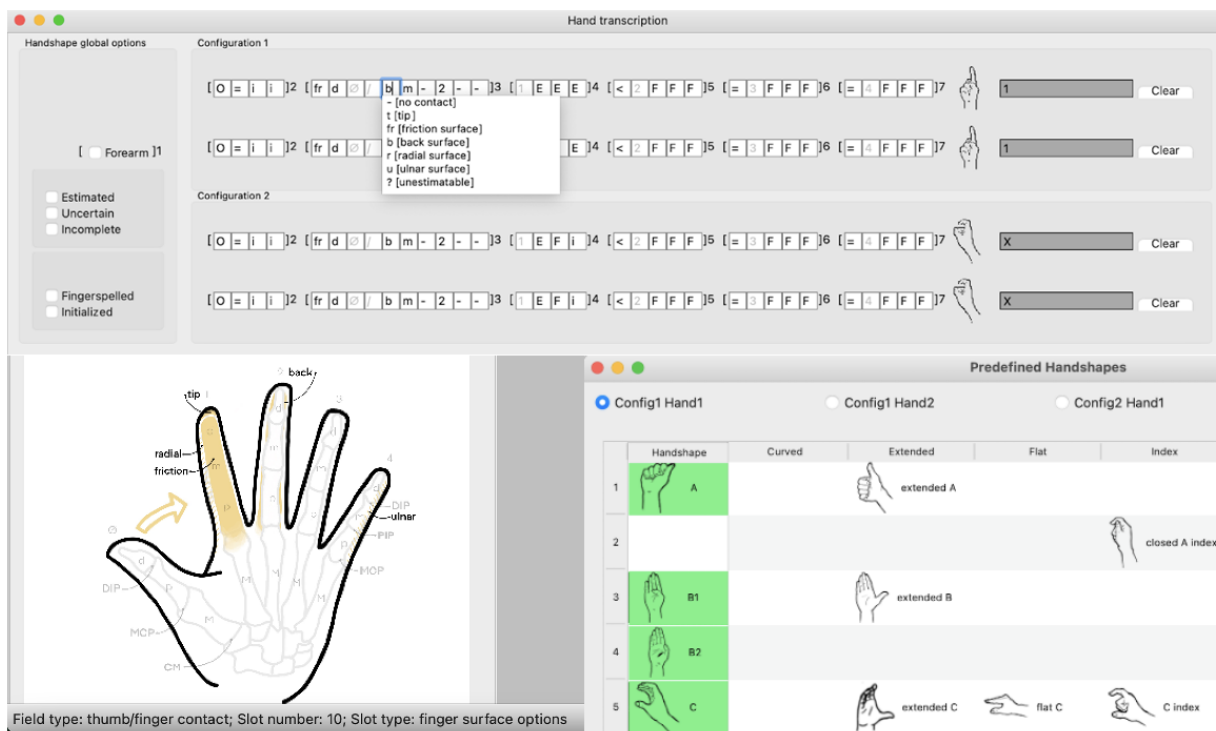 Hand transcription
Handshape global options
Configuration 1
[O = i i ]2 [fr d ∅ / b m - 2 - - ]3 [1 E E E ]4 [< 2 F F F ]5 [= 3 F F F ]6 [= 4 F F F ]7 1 Clear
- [no contact]
t [tip]
fr [friction surface]
b [back surface]
r [radial surface]
u [ulnar surface]
? [unestimatable]
[ Forearm ]1
[O = i i ]2 [fr d ∅ / E ]4 [< 2 F F F ]5 [= 3 F F F ]6 [= 4 F F F ]7 1 Clear
Estimated
Uncertain
Incomplete
Configuration 2
[O = i i ]2 [fr d ∅ / b m - 2 - - ]3 [1 E F i ]4 [< 2 F F F ]5 [= 3 F F F ]6 [= 4 F F F ]7 X Clear
Fingerspelled
Initialized
[O = i i ]2 [fr d ∅ / b m - 2 - - ]3 [1 E F i ]4 [< 2 F F F ]5 [= 3 F F F ]6 [= 4 F F F ]7 X Clear
back
tip
radial
friction
ulnar
DIP
PIP
MCP
DIP
MCP
CM
Field type: thumb/finger contact; Slot number: 10; Slot type: finger surface options
Predefined Handshapes
Config1 Hand1 Config1 Hand2 Config2 Hand1
Handshape Curved Extended Flat Index
1 A extended A
2 closed A index
3 B1 extended B
4 B2
5 C extended C flat C C index